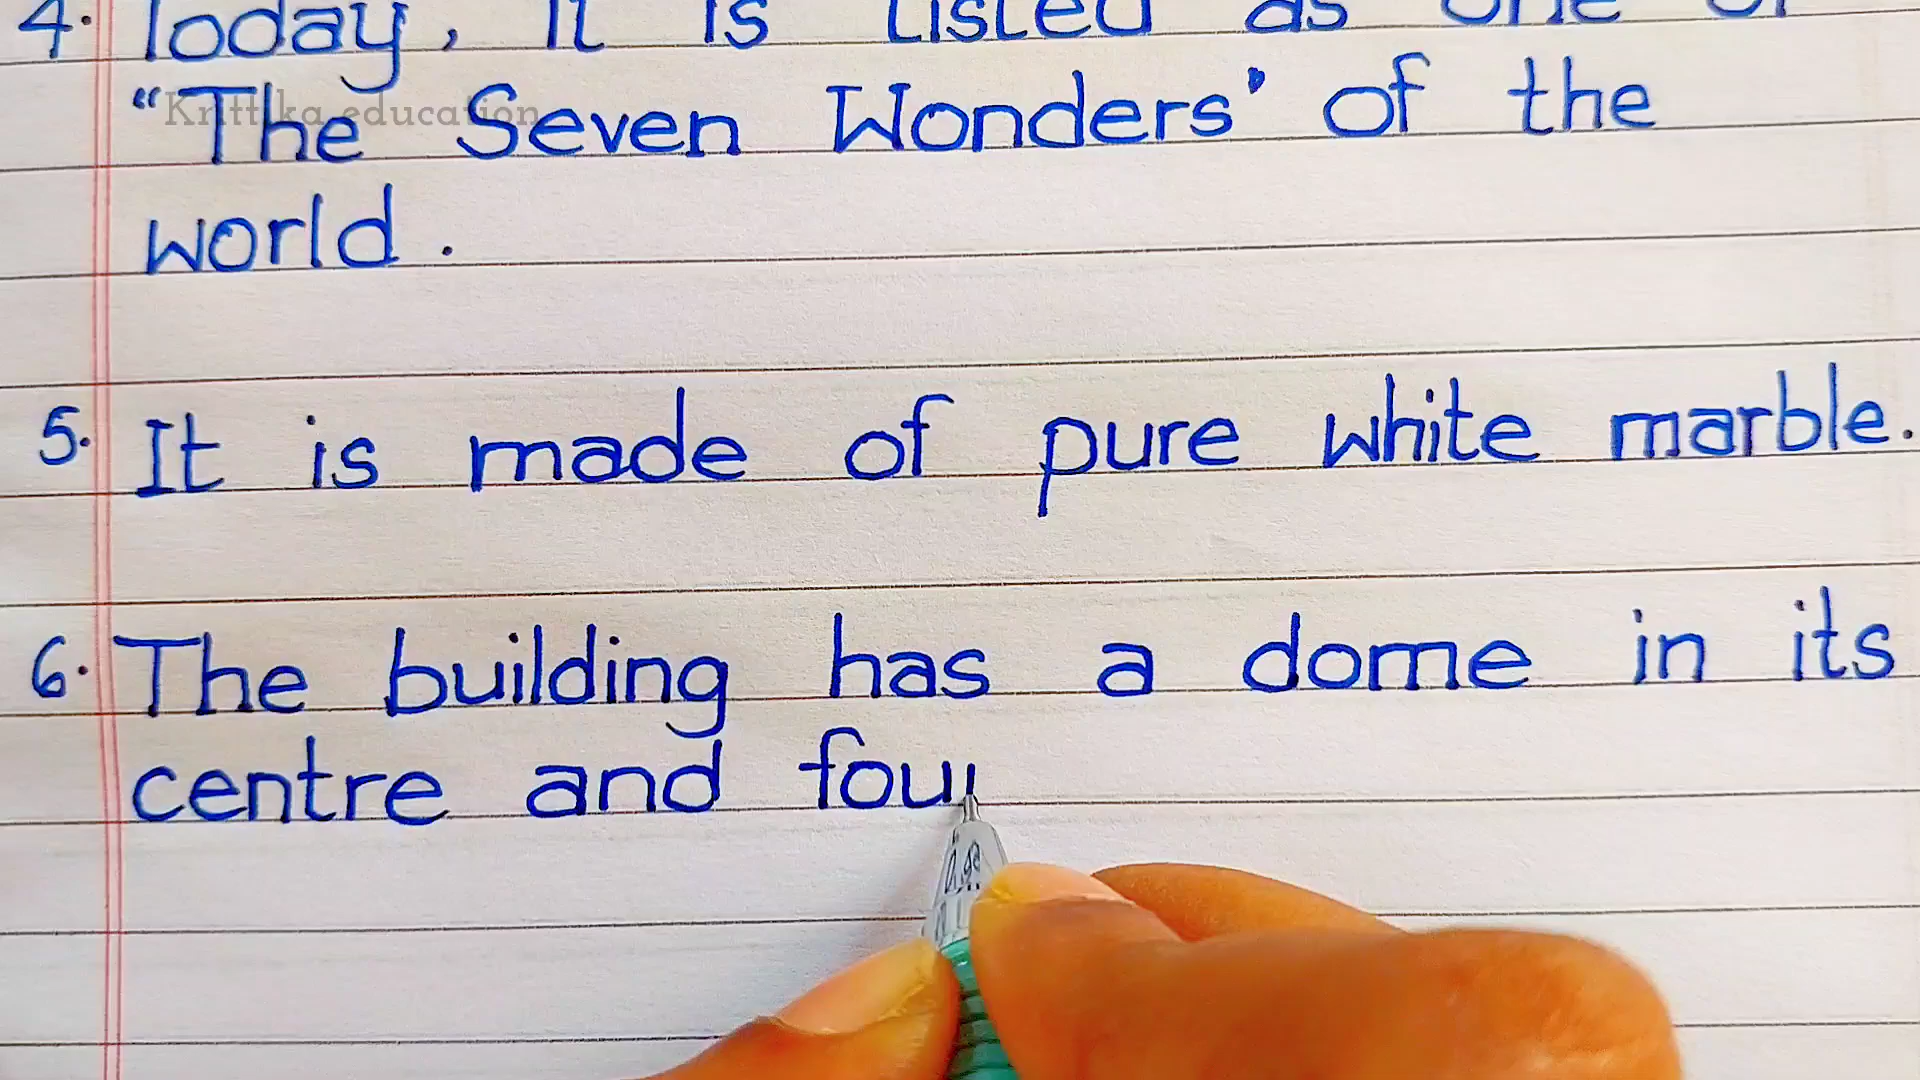 4. Today, it is listed as one of
"The Seven Wonders' of the
Krittika education
world.
5. It is made of pure white marble.
6. The building has a dome in its
centre and four